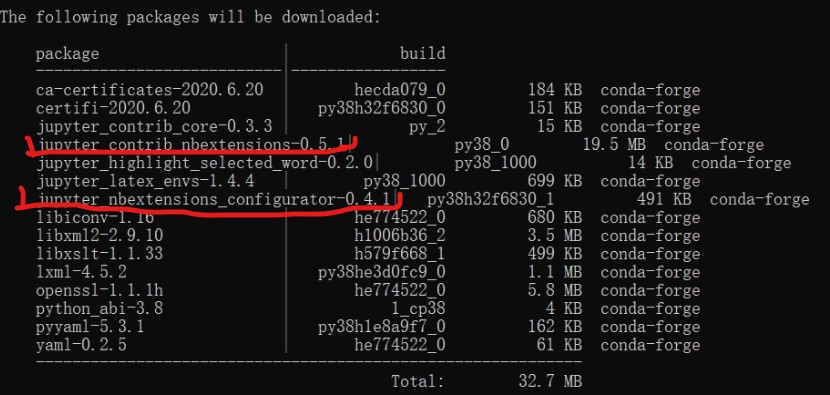 The following packages will be downloaded:
package | build
---------------------------|-----------------
ca-certificates-2020.6.20 | hecda079_0 184 KB conda-forge
certifi-2020.6.20 | py38h32f6830_0 151 KB conda-forge
jupyter_contrib_core-0.3.3 | py_2 15 KB conda-forge
jupyter_contrib_nbextensions-0.5.1| py38_0 19.5 MB conda-forge
jupyter_highlight_selected_word-0.2.0| py38_1000 14 KB conda-forge
jupyter_latex_envs-1.4.4 | py38_1000 699 KB conda-forge
jupyter_nbextensions_configurator-0.4.1| py38h32f6830_1 491 KB conda-forge
libiconv-1.16 | he774522_0 680 KB conda-forge
libxml2-2.9.10 | h1006b36_2 3.5 MB conda-forge
libxslt-1.1.33 | h579f668_1 499 KB conda-forge
lxml-4.5.2 | py38he3d0fc9_0 1.1 MB conda-forge
openssl-1.1.1h | he774522_0 5.8 MB conda-forge
python_abi-3.8 | 1_cp38 4 KB conda-forge
pyyaml-5.3.1 | py38h1e8a9f7_0 162 KB conda-forge
yaml-0.2.5 | he774522_0 61 KB conda-forge
------------------------------------------------------------
Total: 32.7 MB